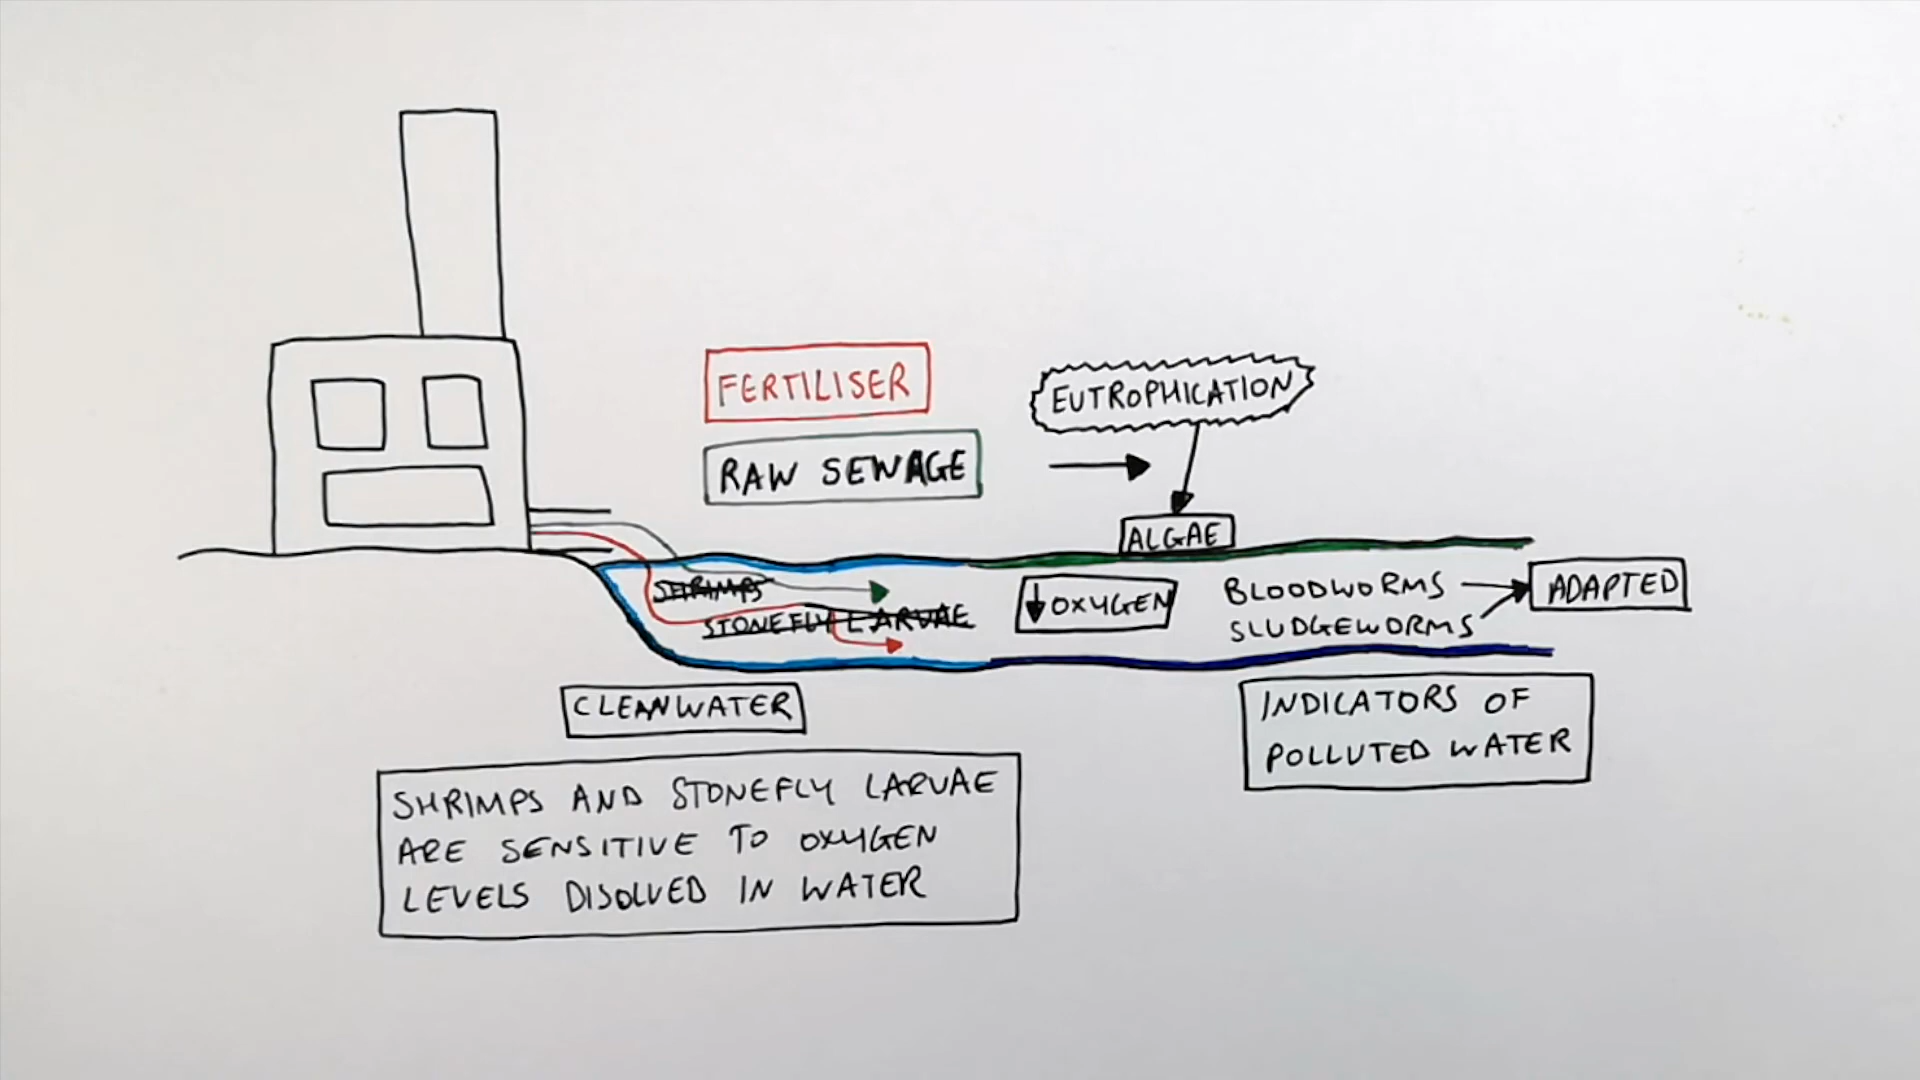 FERTILISER
RAW SEWAGE
EUTROPHICATION
ALGAE
SHRIMPS
STONEFLY LARVAE
OXYGEN
BLOODWORMS
SLUDGEWORMS
ADAPTED
CLEANWATER
INDICATORS OF
POLLUTED WATER
SHRIMPS AND STONEFLY LARVAE
ARE SENSITIVE TO OXYGEN
LEVELS DISOLVED IN WATER